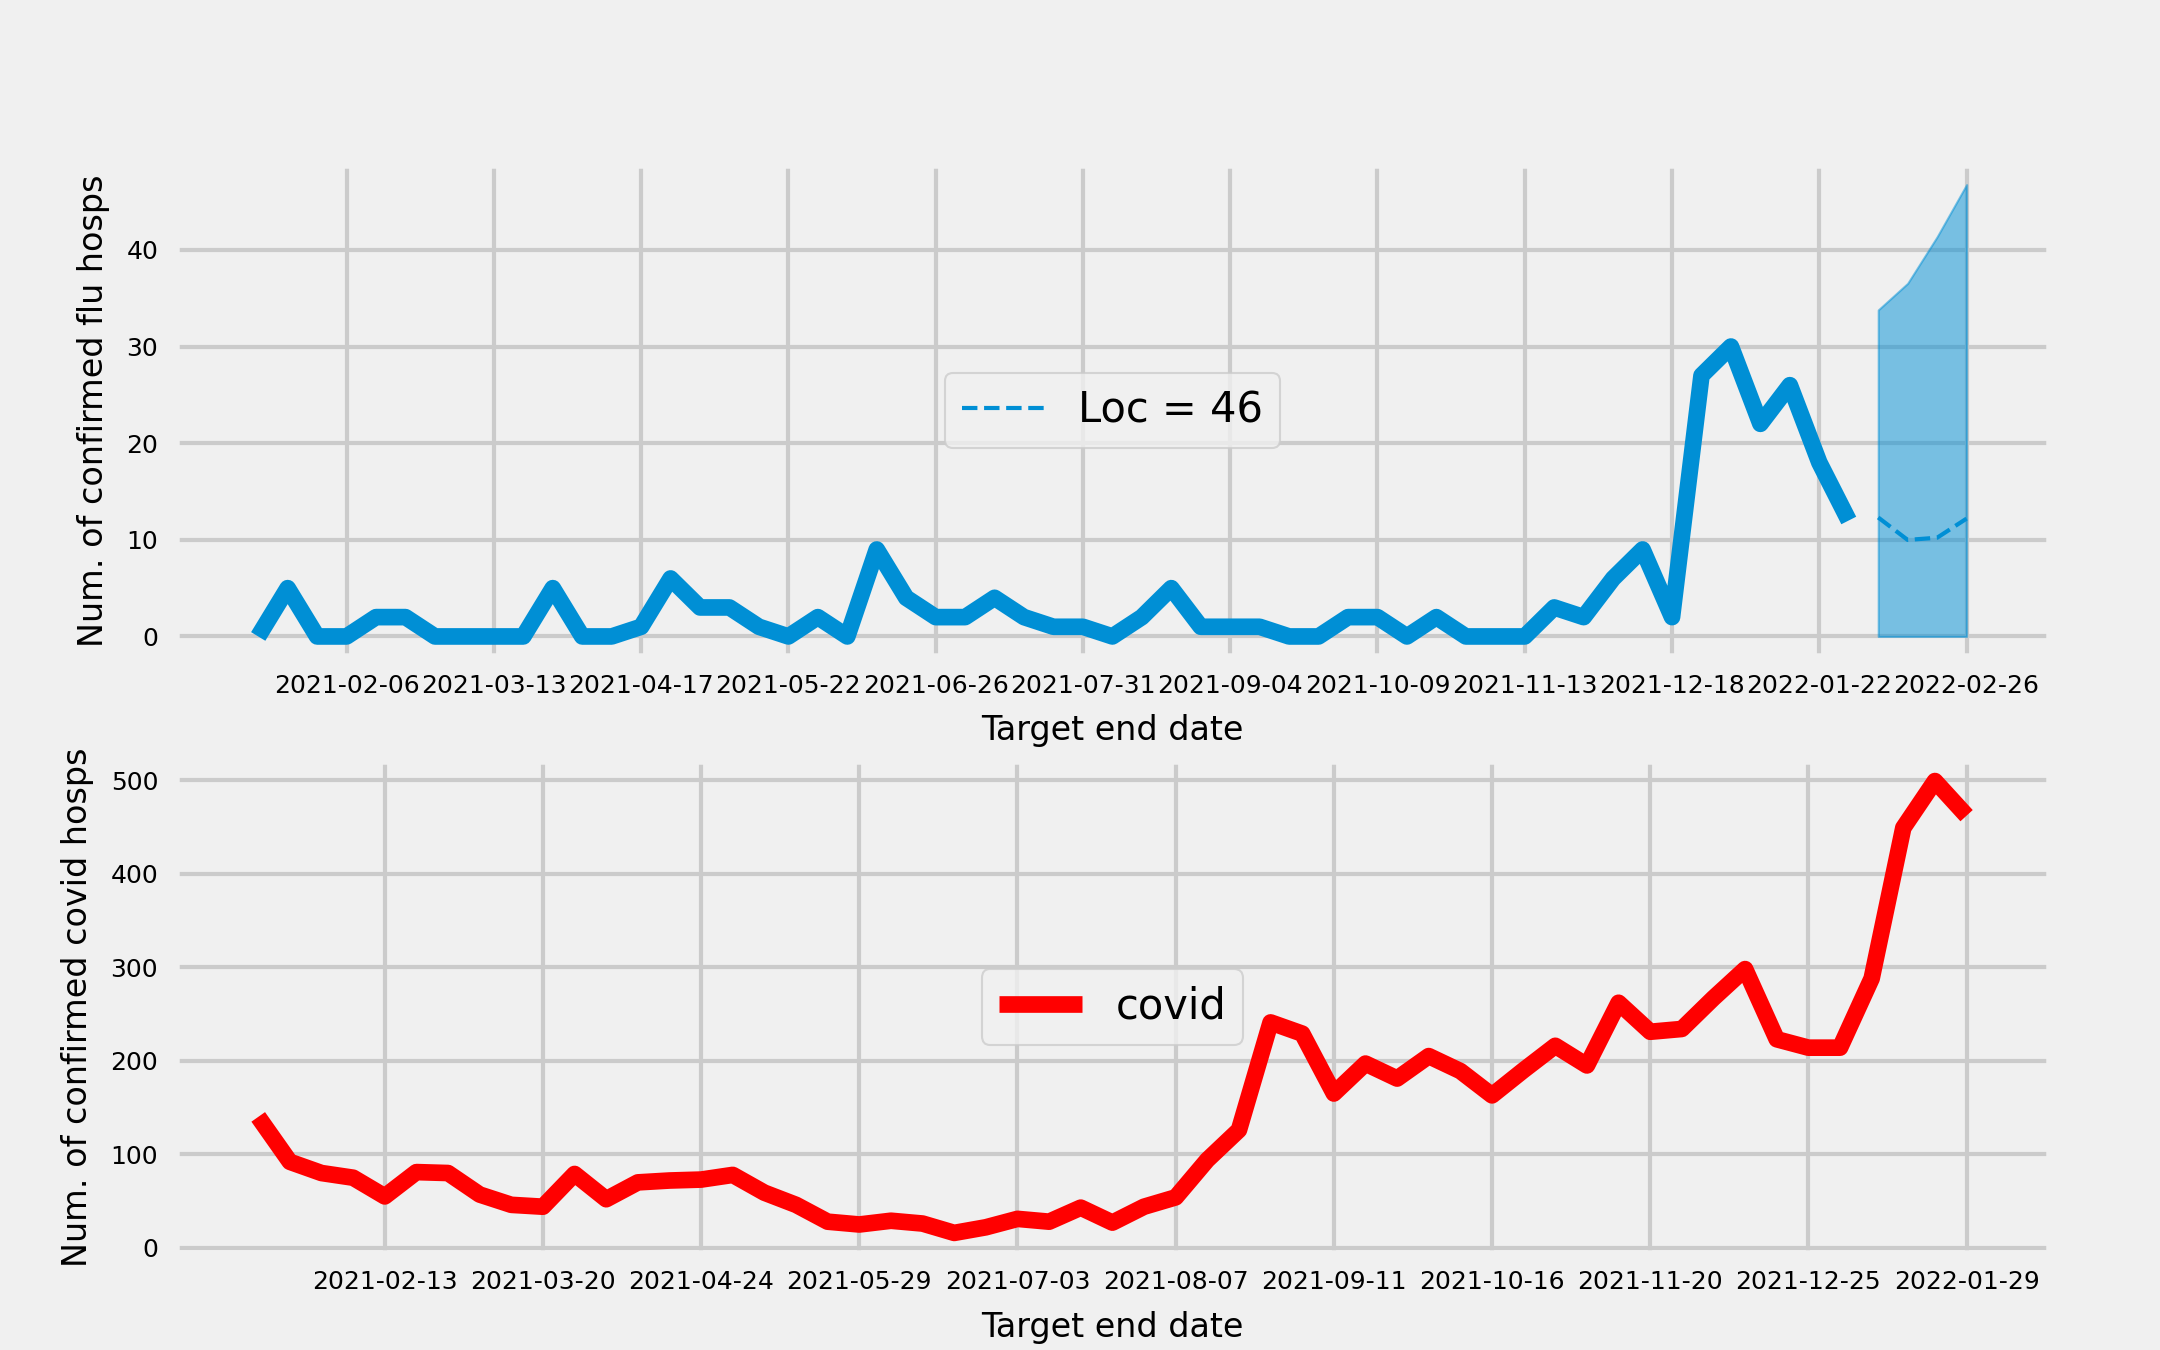 Num. of confirmed flu hosps
40
30
20
10
0
Loc = 46
2021-02-06 2021-03-13 2021-04-17 2021-05-22 2021-06-26 2021-07-31 2021-09-04 2021-10-09 2021-11-13 2021-12-18 2022-01-22 2022-02-26
Target end date
Num. of confirmed covid hosps
500
400
300
200
100
0
covid
2021-02-13 2021-03-20 2021-04-24 2021-05-29 2021-07-03 2021-08-07 2021-09-11 2021-10-16 2021-11-20 2021-12-25 2022-01-29
Target end date